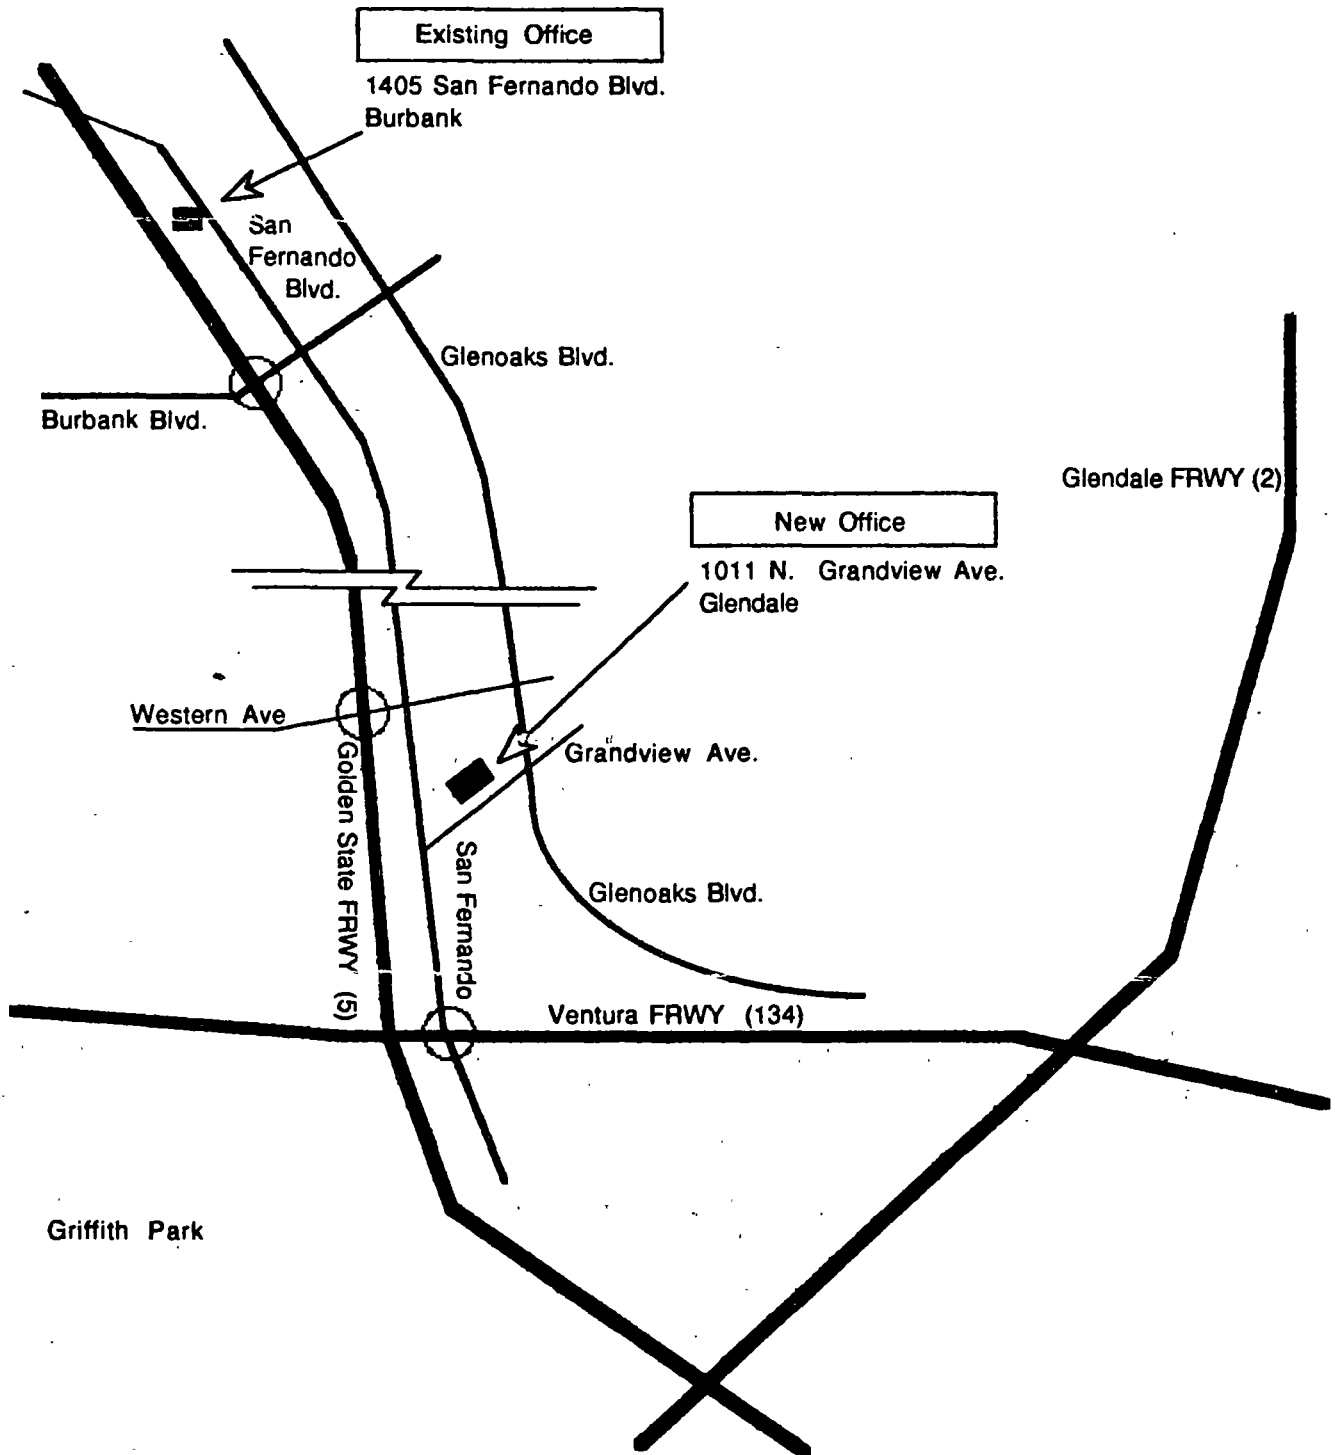 Existing Office
1405 San Fernando Blvd.
Burbank
San
Fernando
Blvd.
Glenoaks Blvd.
Burbank Blvd.
Glendale FRWY (2)
New Office
1011 N. Grandview Ave.
Glendale
Western Ave
Grandview Ave.
Golden State FRWY (5)
San Fernando
Glenoaks Blvd.
Ventura FRWY (134)
Griffith Park